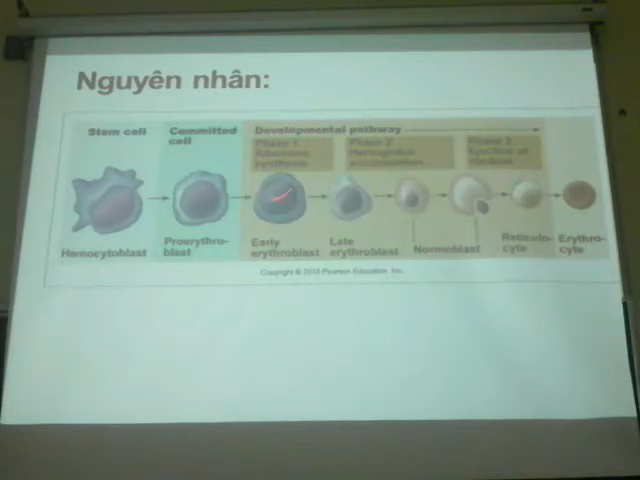 Nguyên nhân:
Stem cell
Committed
cell
Developmental pathway
Phase 1
Ribosome
synthesis
Phase 2
Hemoglobin
accumulation
Phase 3
Ejection of
nucleus
Hemocytoblast
Proerythro-
blast
Early
erythroblast
Late
erythroblast
Normoblast
Reticulo-
cyte
Erythro-
cyte
Copyright © 2010 Pearson Education, Inc.